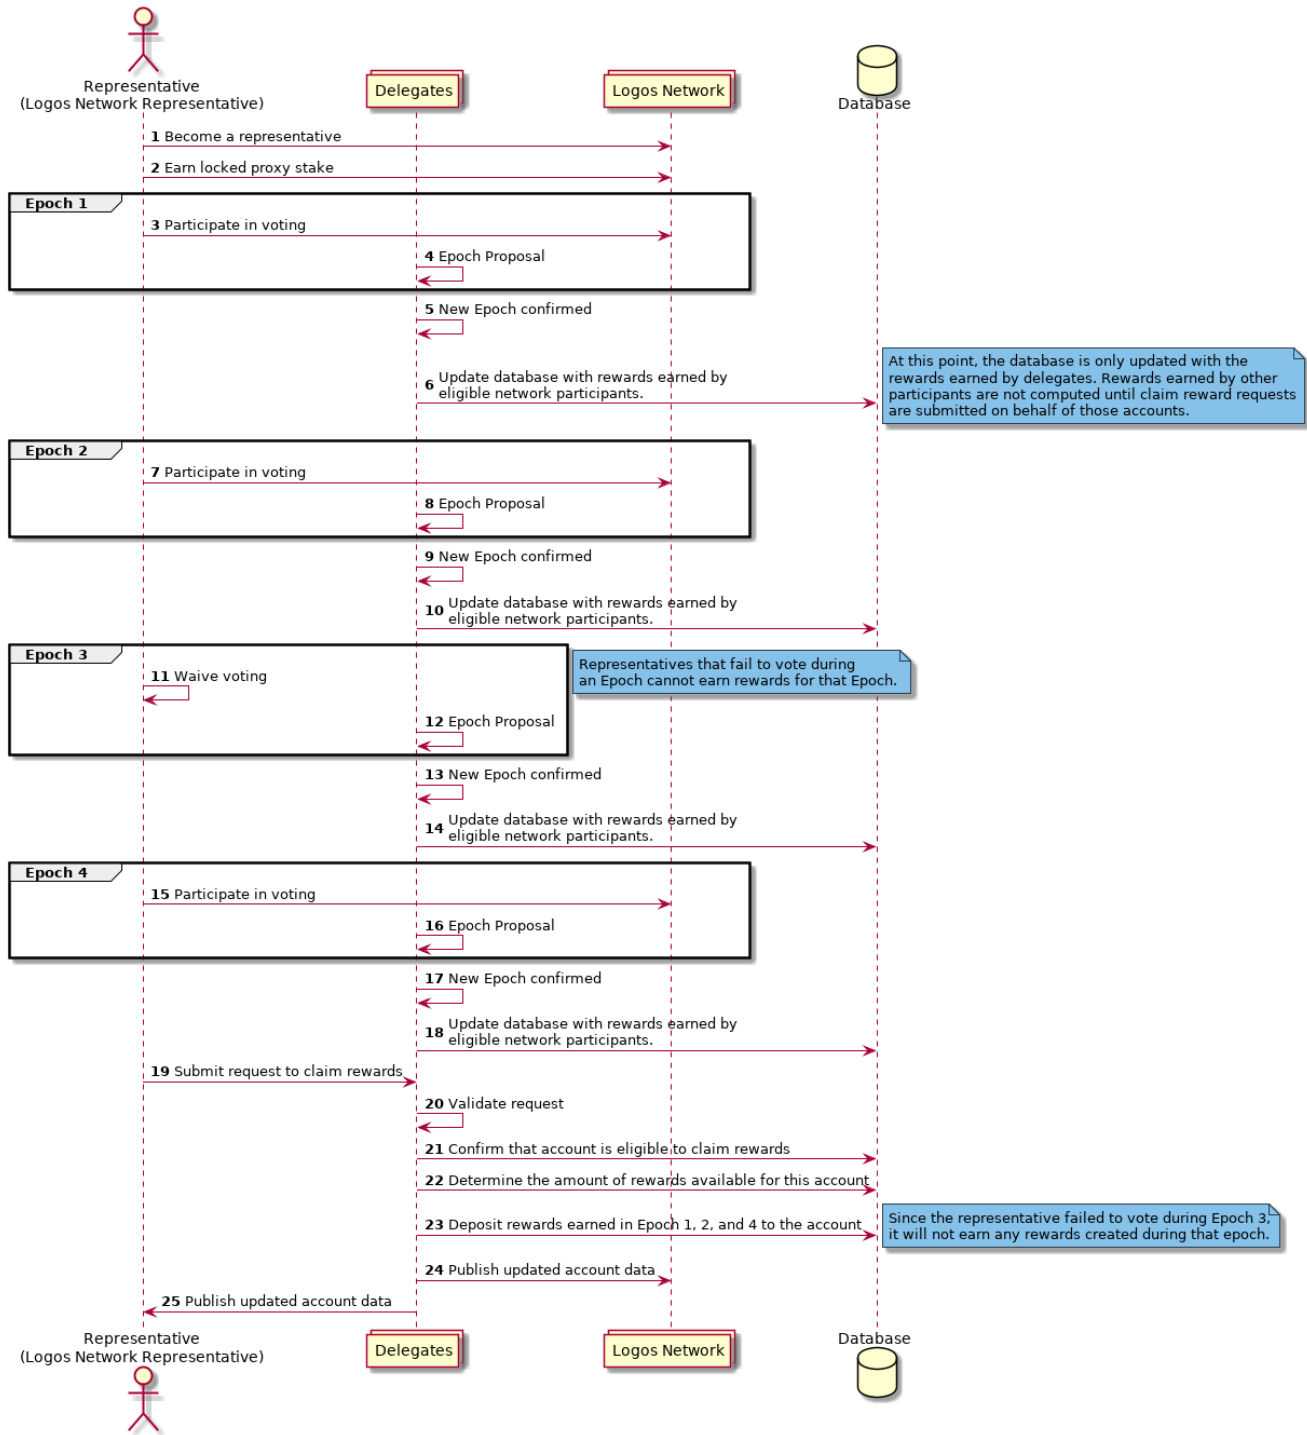 Representative
(Logos Network Representative)
Delegates
Logos Network
Database
1 Become a representative
2 Earn locked proxy stake
Epoch 1
3 Participate in voting
4 Epoch Proposal
5 New Epoch confirmed
At this point, the database is only updated with the
rewards earned by delegates. Rewards earned by other
participants are not computed until claim reward requests
are submitted on behalf of those accounts.
6 Update database with rewards earned by
eligible network participants.
Epoch 2
7 Participate in voting
8 Epoch Proposal
9 New Epoch confirmed
10 Update database with rewards earned by
eligible network participants.
Epoch 3
Representatives that fail to vote during
an Epoch cannot earn rewards for that Epoch.
11 Waive voting
12 Epoch Proposal
13 New Epoch confirmed
14 Update database with rewards earned by
eligible network participants.
Epoch 4
15 Participate in voting
16 Epoch Proposal
17 New Epoch confirmed
18 Update database with rewards earned by
eligible network participants.
19 Submit request to claim rewards
20 Validate request
21 Confirm that account is eligible to claim rewards
22 Determine the amount of rewards available for this account
23 Deposit rewards earned in Epoch 1, 2, and 4 to the account
Since the representative failed to vote during Epoch 3,
it will not earn any rewards created during that epoch.
24 Publish updated account data
25 Publish updated account data
Representative
(Logos Network Representative)
Delegates
Logos Network
Database